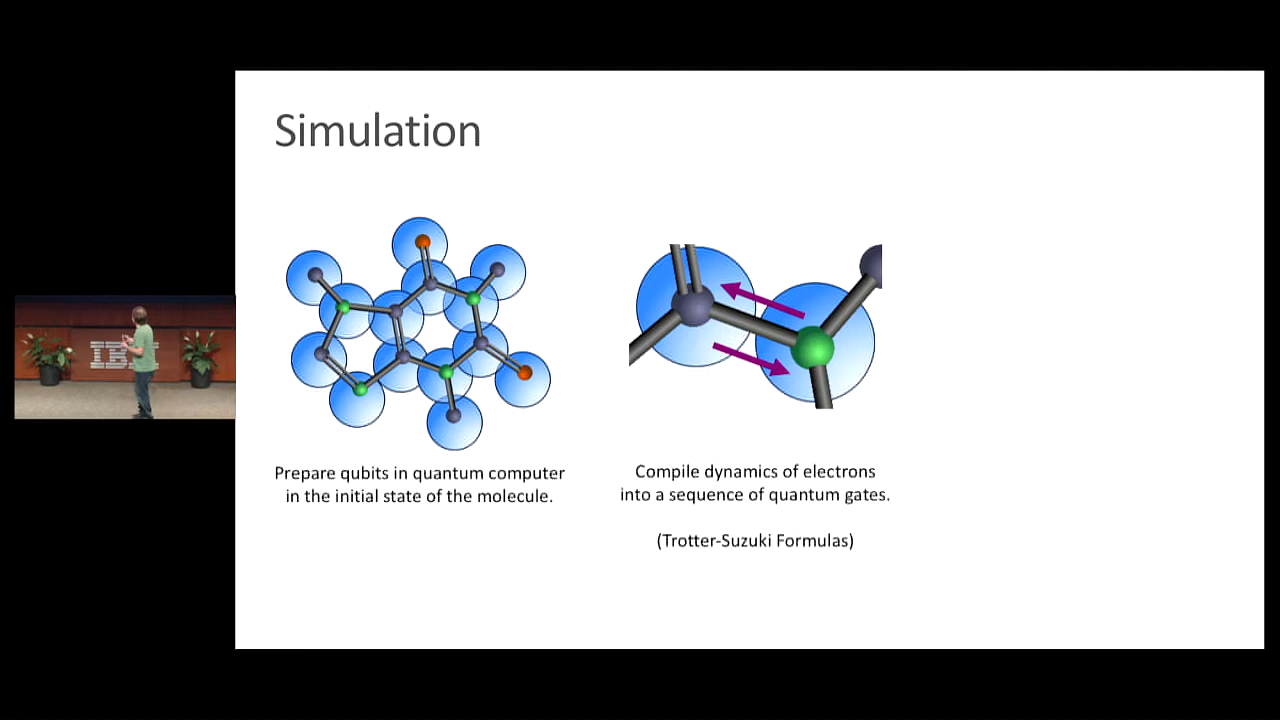 Simulation
IBM
Prepare qubits in quantum computer
in the initial state of the molecule.
Compile dynamics of electrons
into a sequence of quantum gates.
(Trotter-Suzuki Formulas)